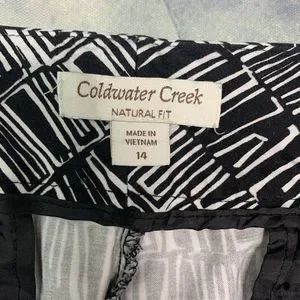 Coldwater Creek
NATURAL FIT
MADE IN
VIETNAM
14